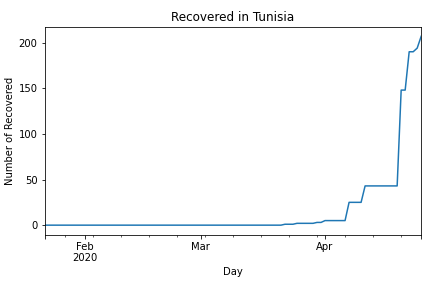 Recovered in Tunisia
Number of Recovered
200
150
100
50
0
Feb
2020
Mar
Apr
Day